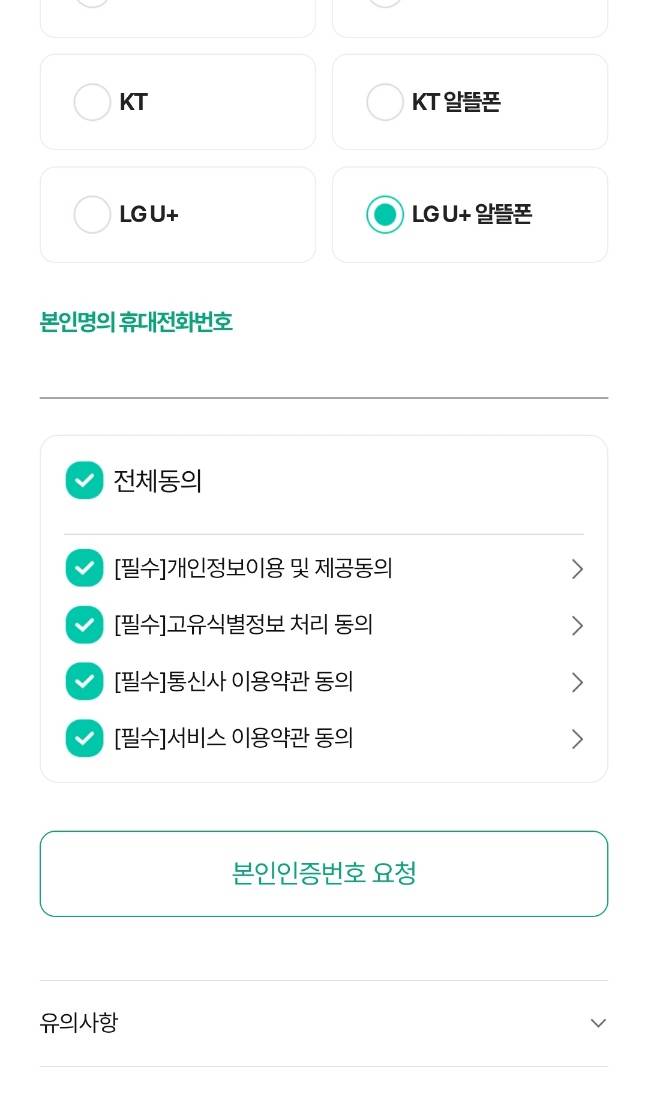 KT
KT 알뜰폰
LG U+
LG U+ 알뜰폰
본인명의 휴대전화번호
전체동의
[필수]개인정보이용 및 제공동의
[필수]고유식별정보 처리 동의
[필수]통신사 이용약관 동의
[필수]서비스 이용약관 동의
본인인증번호 요청
유의사항